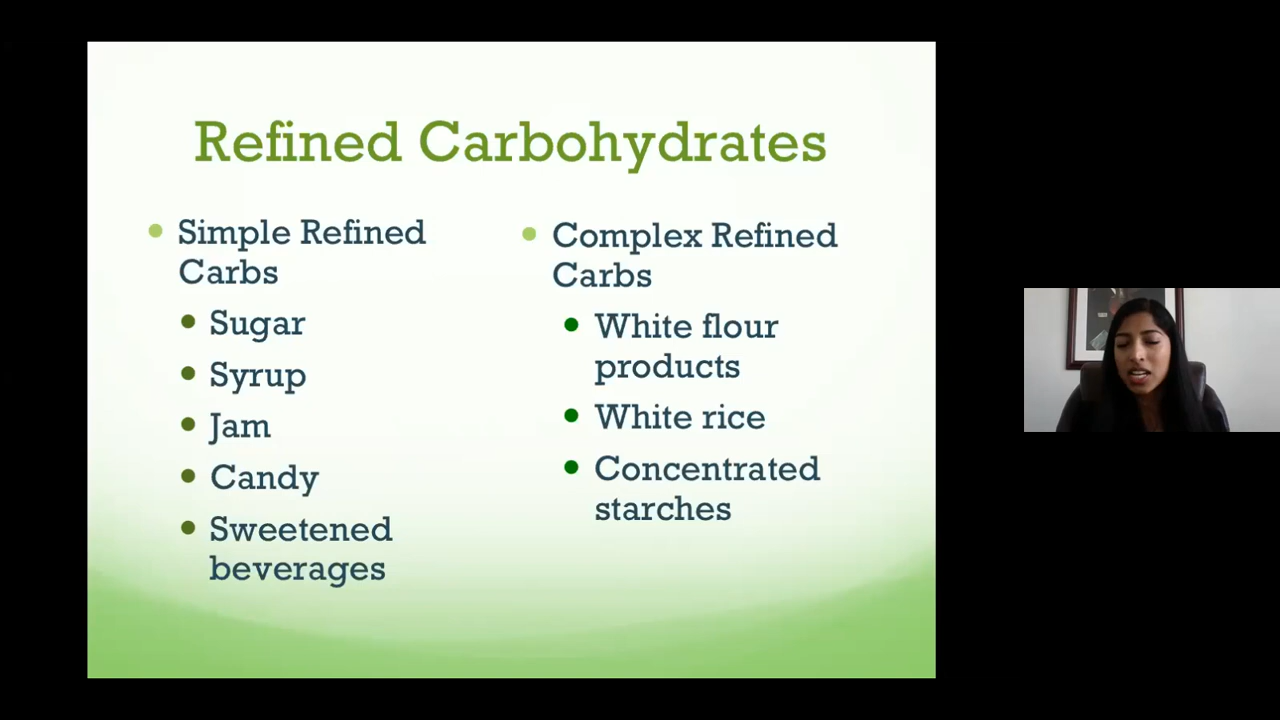 Refined Carbohydrates
Simple Refined
Carbs
Sugar
Syrup
Jam
Candy
Sweetened
beverages
Complex Refined
Carbs
White flour
products
White rice
Concentrated
starches